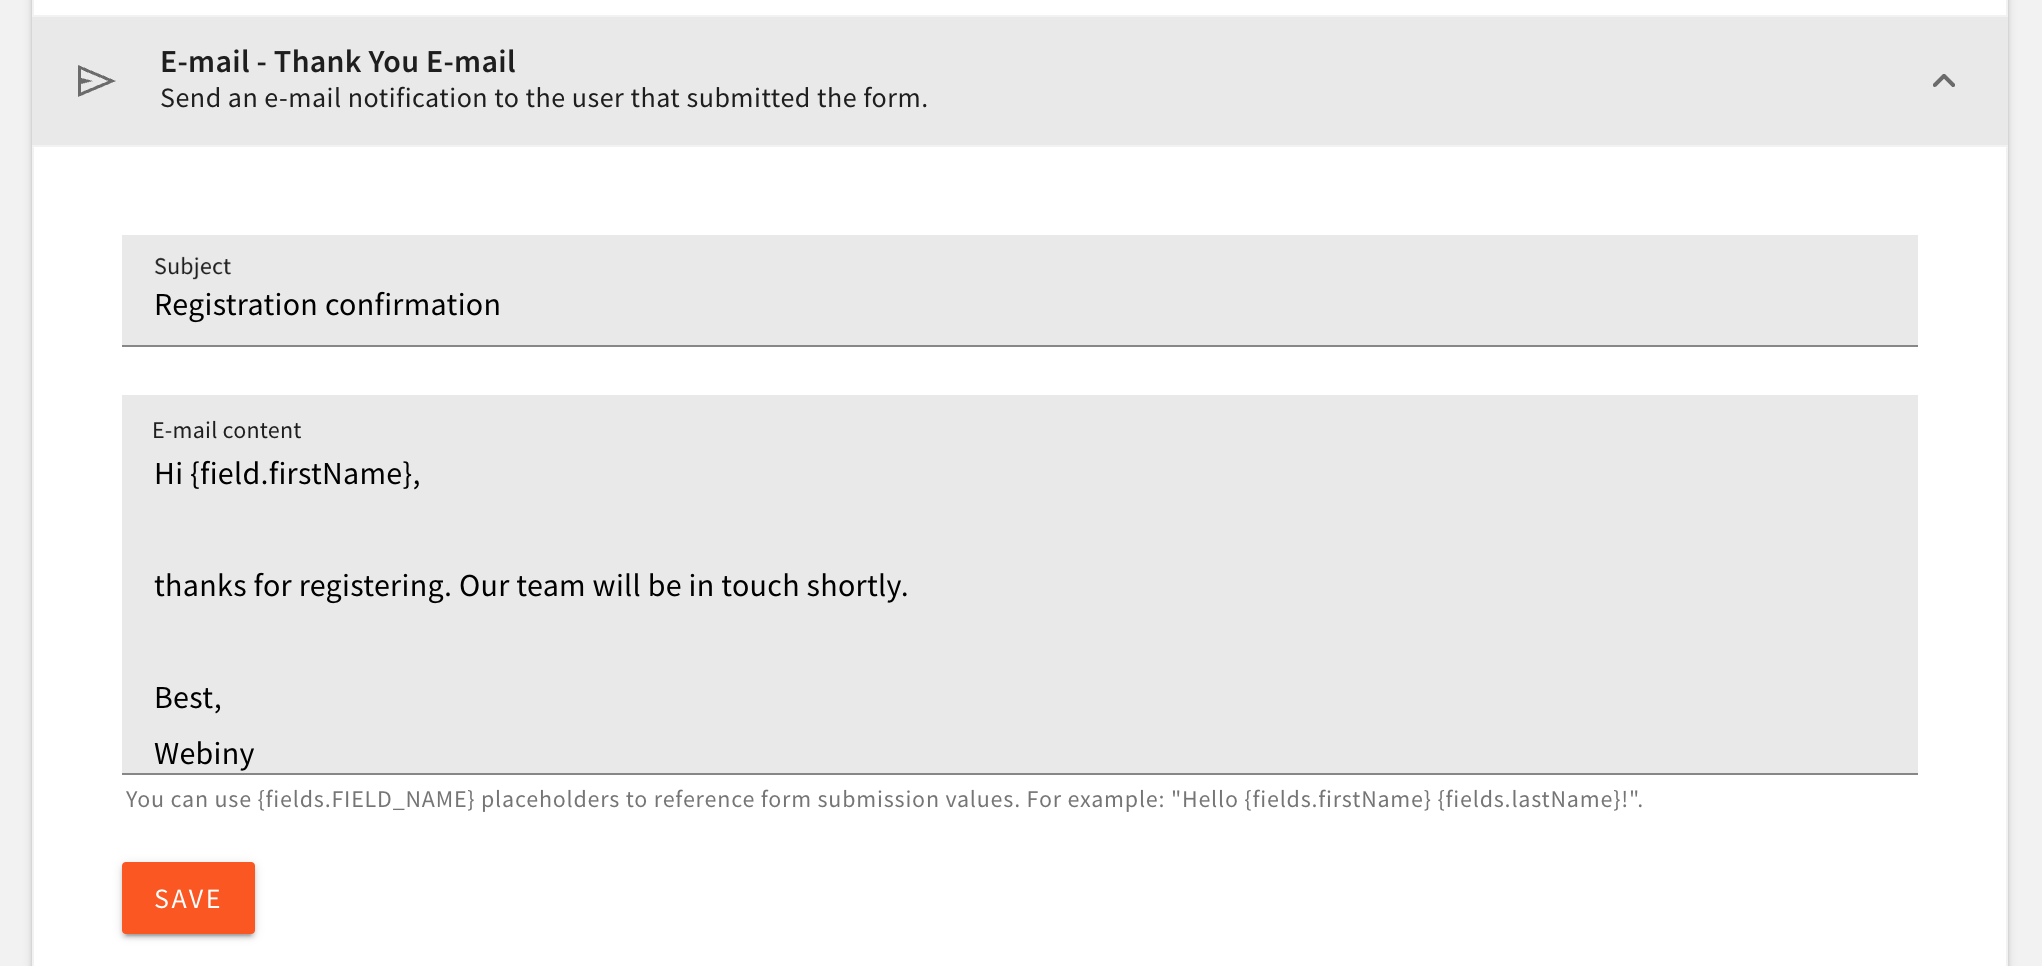 E-mail - Thank You E-mail
Send an e-mail notification to the user that submitted the form.
Subject
Registration confirmation
E-mail content
Hi {field.firstName},
thanks for registering. Our team will be in touch shortly.
Best,
Webiny
You can use {fields.FIELD_NAME} placeholders to reference form submission values. For example: "Hello {fields.firstName} {fields.lastName}!".
SAVE